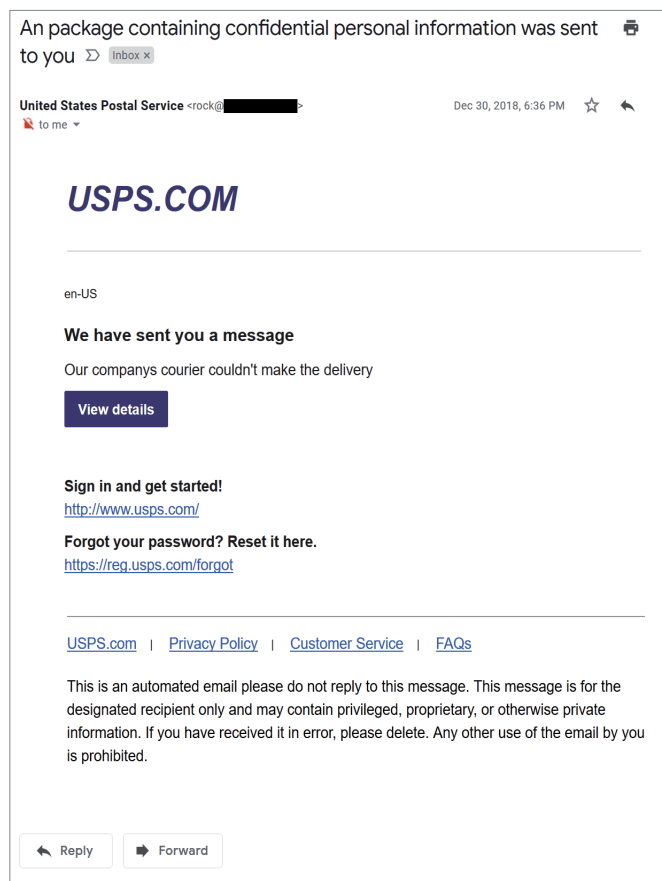 An package containing confidential personal information was sent
to you Inbox ×
United States Postal Service <rock@ > Dec 30, 2018, 6:36 PM
to me
USPS.COM
en-US
We have sent you a message
Our companys courier couldn't make the delivery
View details
Sign in and get started!
http://www.usps.com/
Forgot your password? Reset it here.
https://reg.usps.com/forgot
USPS.com | Privacy Policy | Customer Service | FAQs
This is an automated email please do not reply to this message. This message is for the
designated recipient only and may contain privileged, proprietary, or otherwise private
information. If you have received it in error, please delete. Any other use of the email by you
is prohibited.
Reply Forward